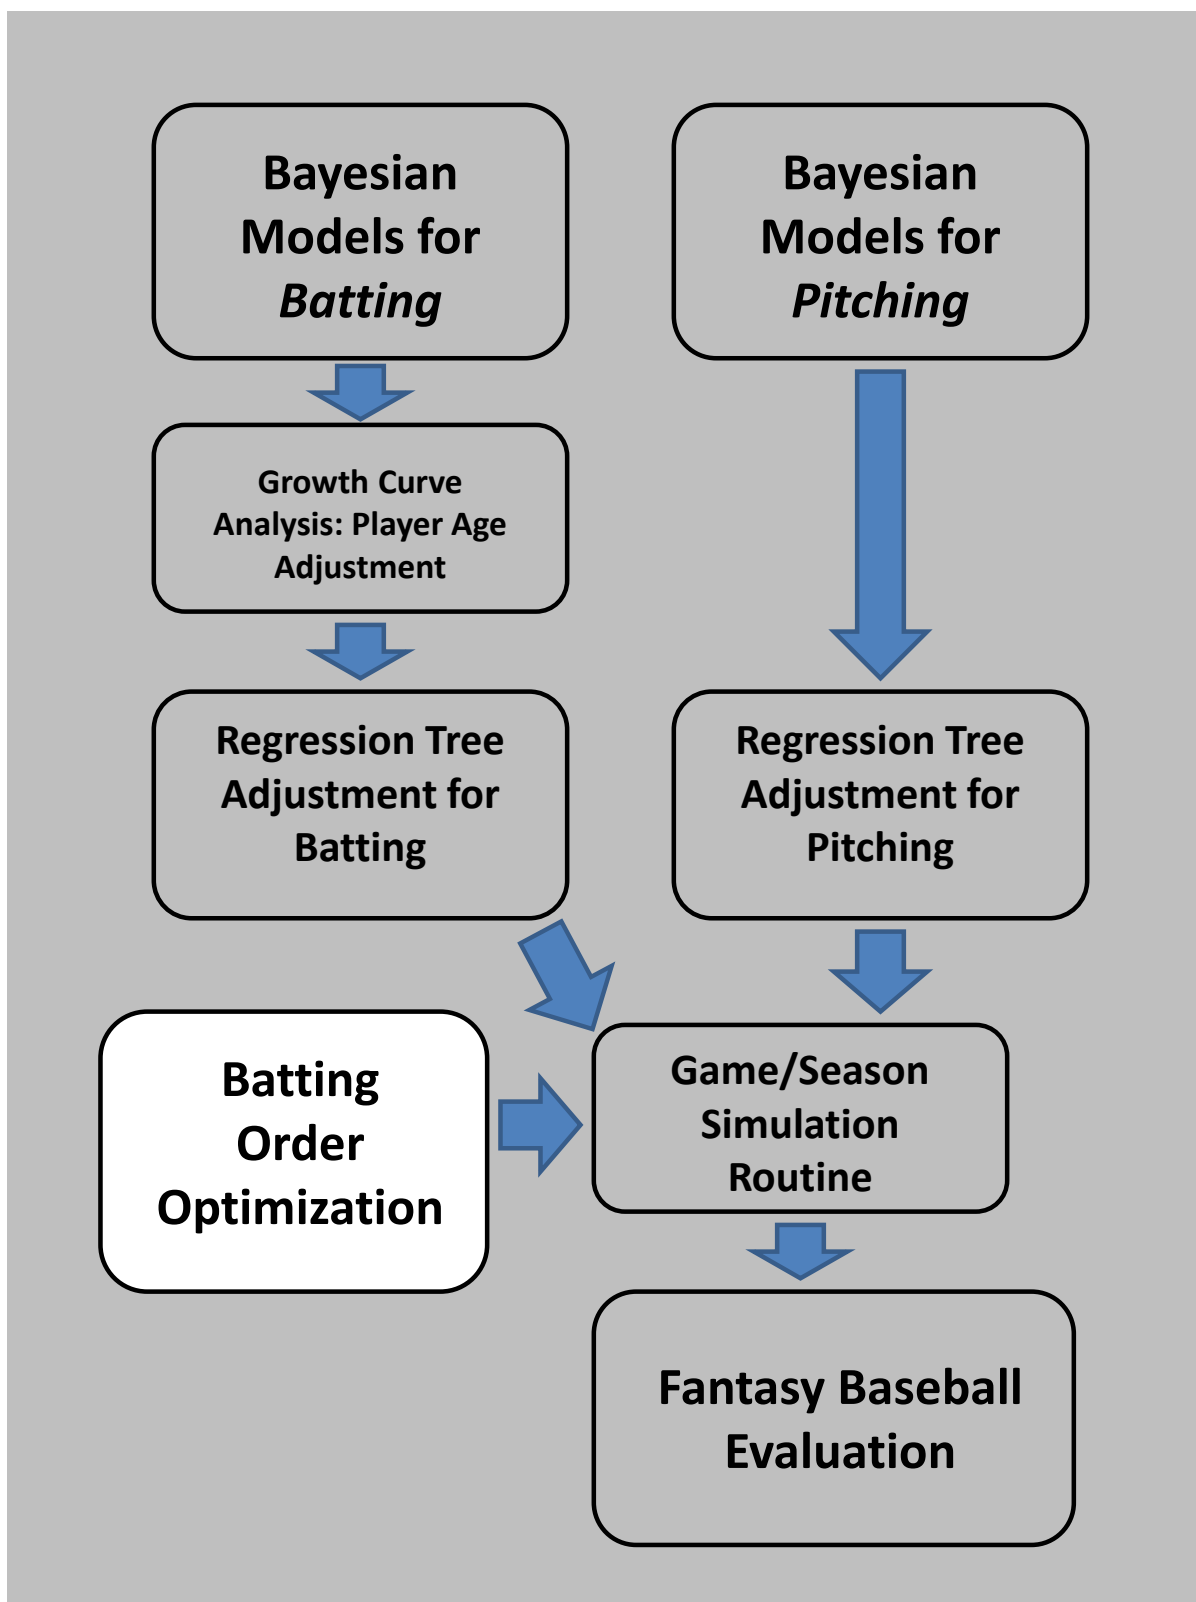 Bayesian
Models for
Batting
Bayesian
Models for
Pitching
Growth Curve
Analysis: Player Age
Adjustment
Regression Tree
Adjustment for
Batting
Regression Tree
Adjustment for
Pitching
Batting
Order
Optimization
Game/Season
Simulation
Routine
Fantasy Baseball
Evaluation